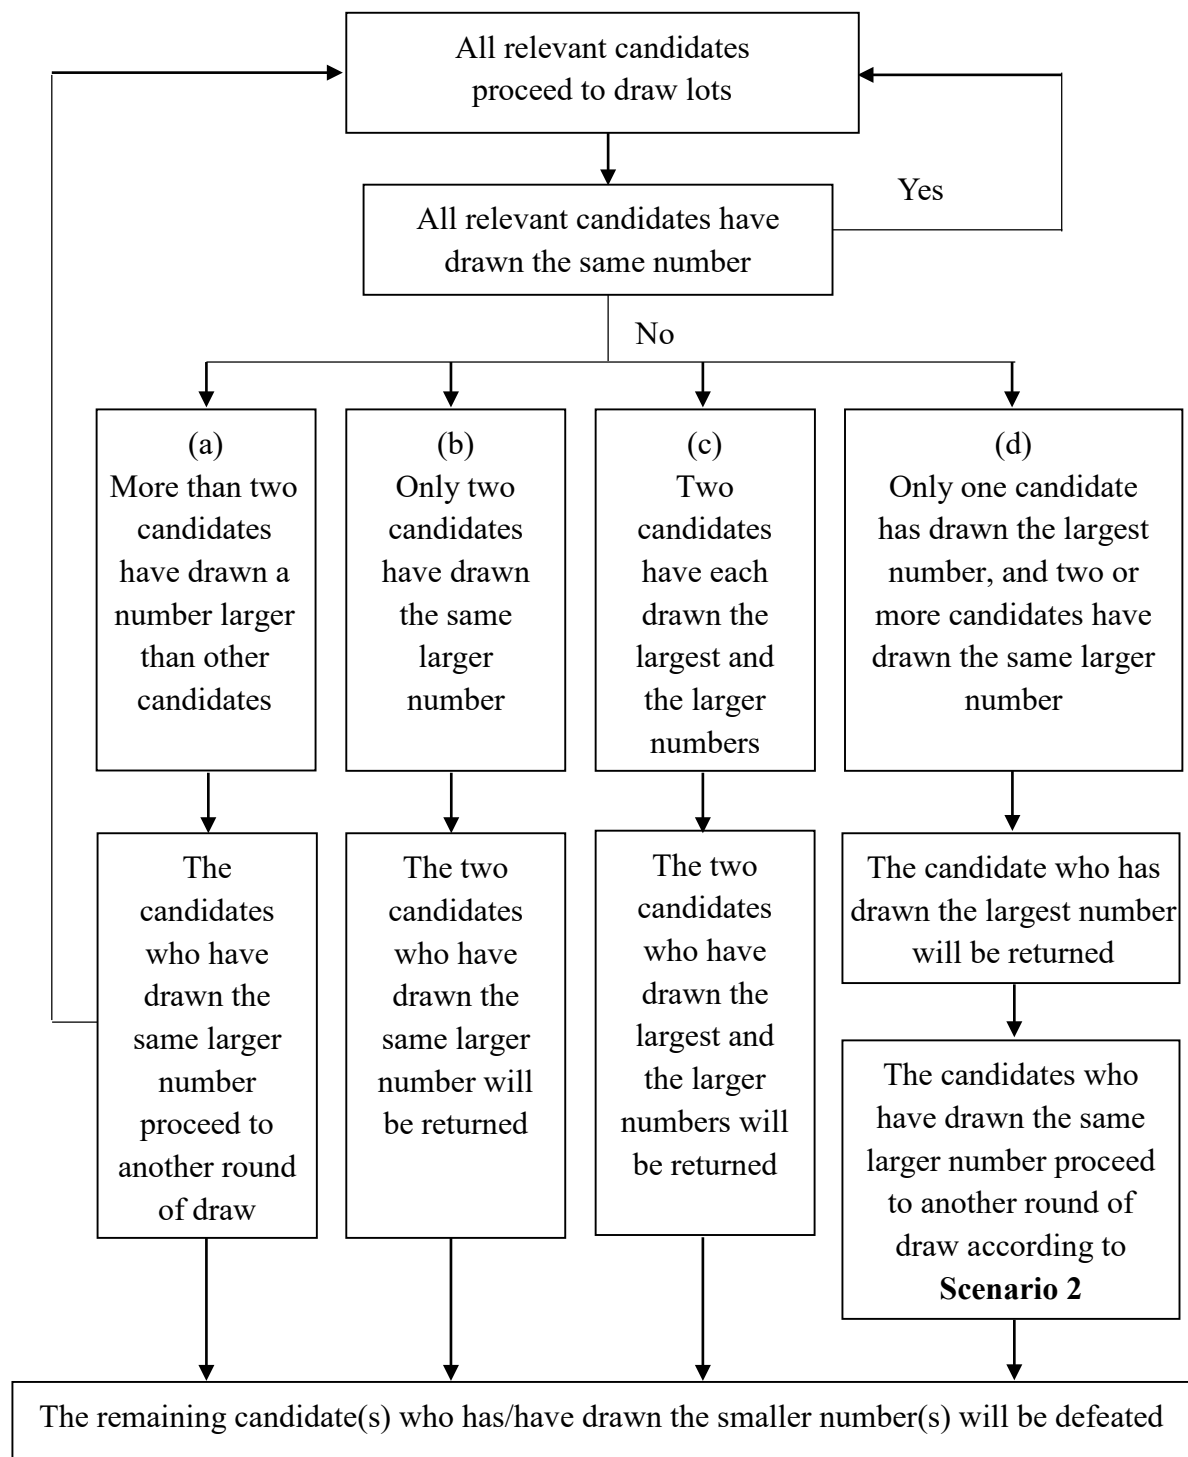 All relevant candidates
proceed to draw lots
Yes
All relevant candidates have
drawn the same number
No
(a)
More than two
candidates
have drawn a
number larger
than other
candidates
(b)
Only two
candidates
have drawn
the same
larger
number
(c)
Two
candidates
have each
drawn the
largest and
the larger
numbers
(d)
Only one candidate
has drawn the largest
number, and two or
more candidates have
drawn the same larger
number
The
candidates
who have
drawn the
same larger
number
proceed to
another round
of draw
The two
candidates
who have
drawn the
same larger
number will
be returned
The two
candidates
who have
drawn the
largest and
the larger
numbers will
be returned
The candidate who has
drawn the largest number
will be returned
The candidates who
have drawn the same
larger number proceed
to another round of
draw according to
Scenario 2
The remaining candidate(s) who has/have drawn the smaller number(s) will be defeated